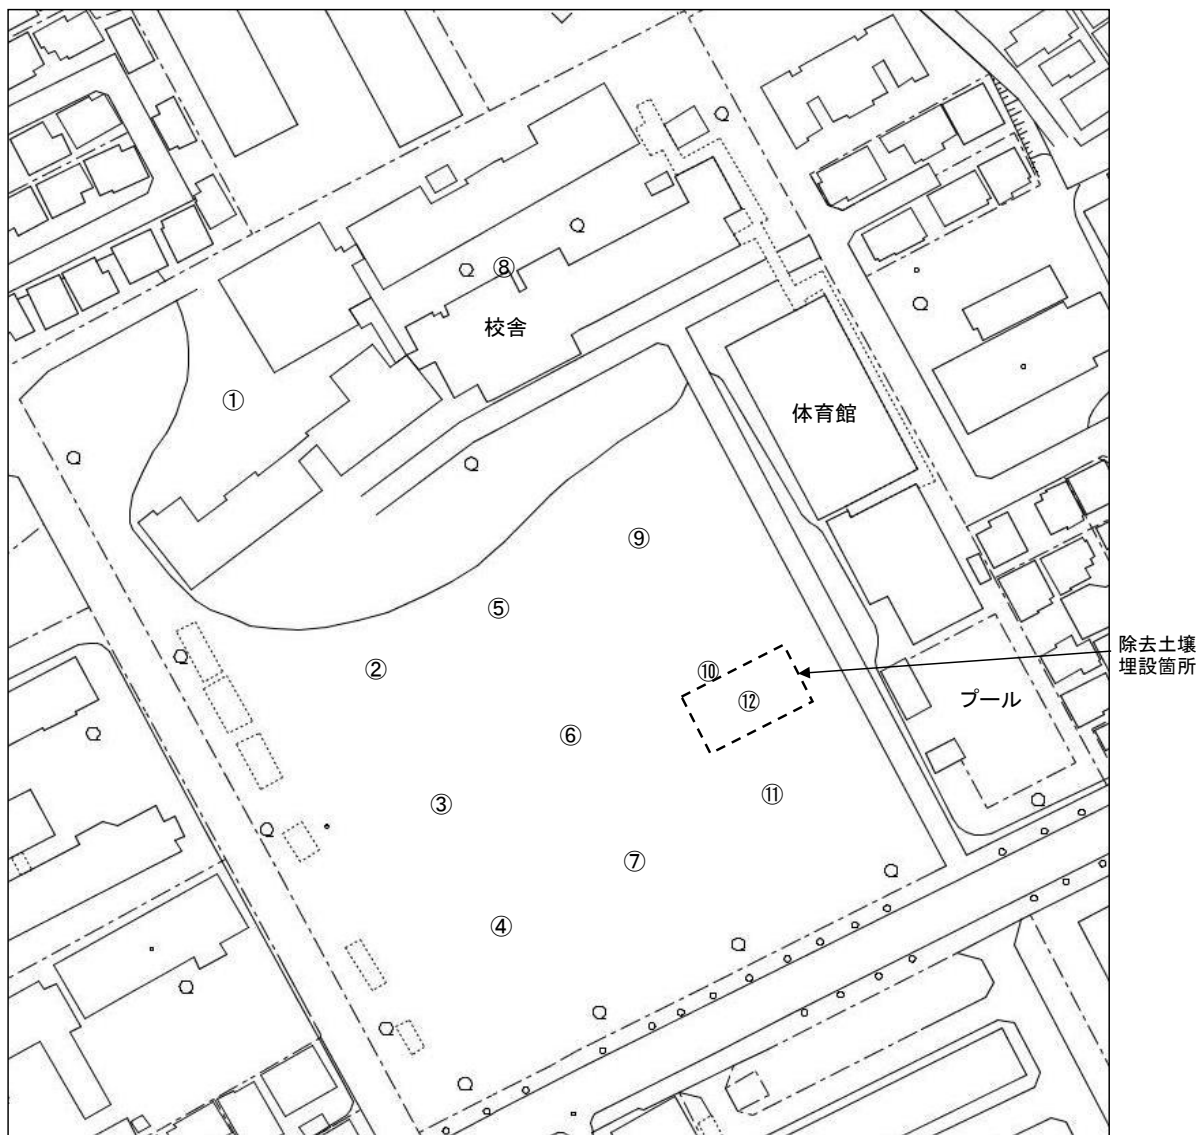 ⑧
校舎
①
体育館
⑨
⑤
除去土壌
埋設箇所
②
⑩
⑫
プール
⑥
⑪
③
⑦
④